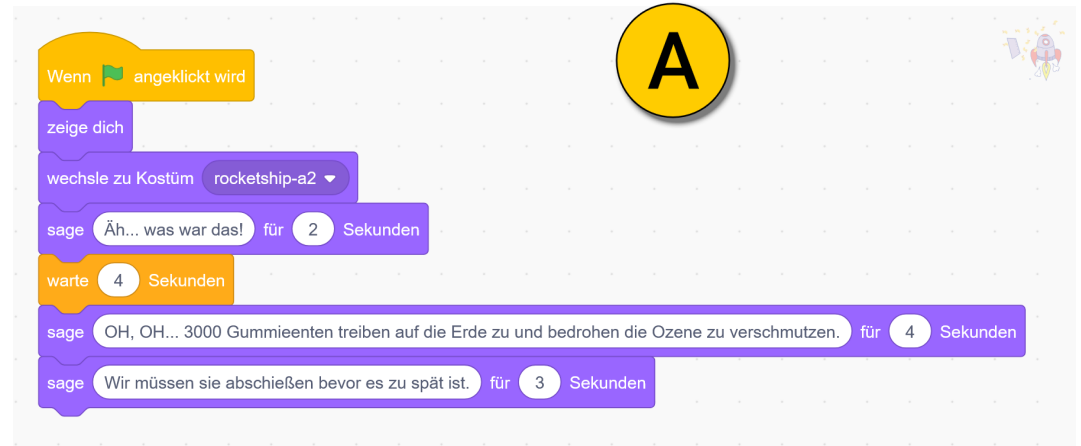 A
Wenn angeklickt wird
zeige dich
wechsle zu Kostüm rocketship-a2
sage Äh... was war das! für 2 Sekunden
warte 4 Sekunden
sage OH, OH... 3000 Gummieenten treiben auf die Erde zu und bedrohen die Ozene zu verschmutzen. für 4 Sekunden
sage Wir müssen sie abschießen bevor es zu spät ist. für 3 Sekunden